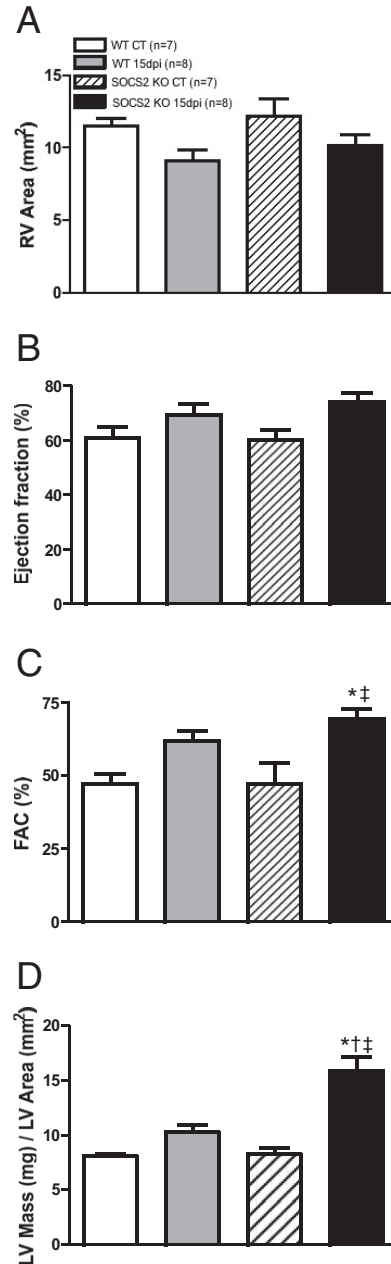 A
WT CT (n=7)
WT 15dpi (n=8)
SOCS2 KO CT (n=7)
SOCS2 KO 15dpi (n=8)
15
10
5
0
RV Area (mm²)
B
80
60
40
20
0
Ejection fraction (%)
C
*‡
75
50
25
0
FAC (%)
D
*†‡
20
15
10
5
0
LV Mass (mg) / LV Area (mm²)